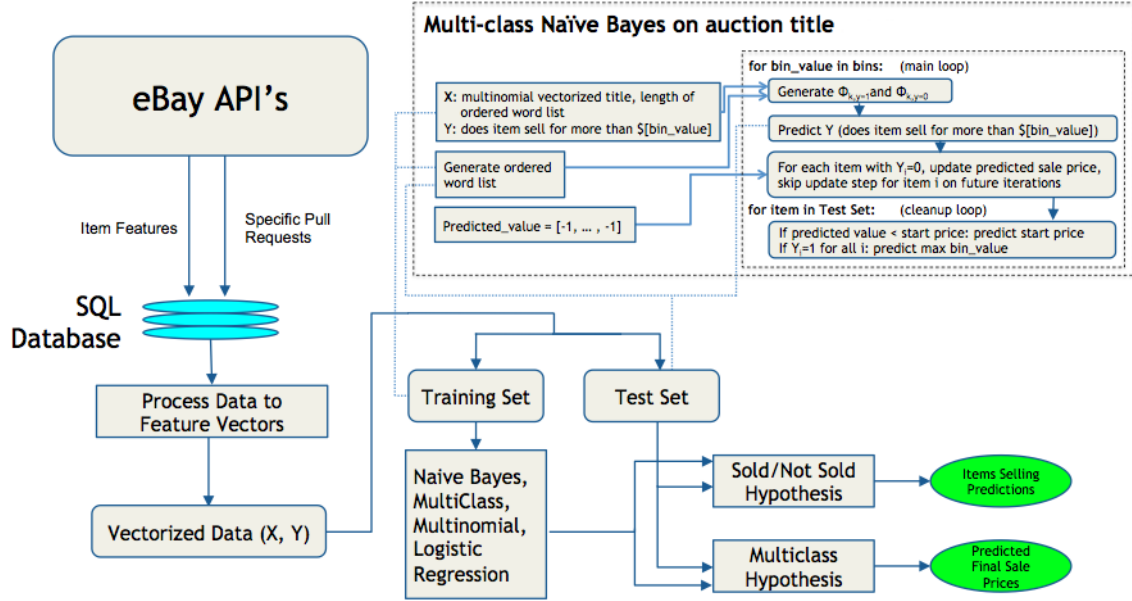 Multi-class Naïve Bayes on auction title
eBay API's
for bin_value in bins: (main loop)
X: multinomial vectorized title, length of
ordered word list
Y: does item sell for more than $[bin_value]
Generate Φk,y=1 and Φk,y=0
Predict Y (does item sell for more than $[bin_value])
Generate ordered
word list
For each item with Yi=0, update predicted sale price,
skip update step for item i on future iterations
Predicted_value = [-1, … , -1]
for item in Test Set: (cleanup loop)
If predicted value < start price: predict start price
If Yi=1 for all i: predict max bin_value
Item Features
Specific Pull
Requests
SQL
Database
Process Data to
Feature Vectors
Vectorized Data (X, Y)
Training Set
Test Set
Naive Bayes,
MultiClass,
Multinomial,
Logistic
Regression
Sold/Not Sold
Hypothesis
Items Selling
Predictions
Multiclass
Hypothesis
Predicted
Final Sale
Prices